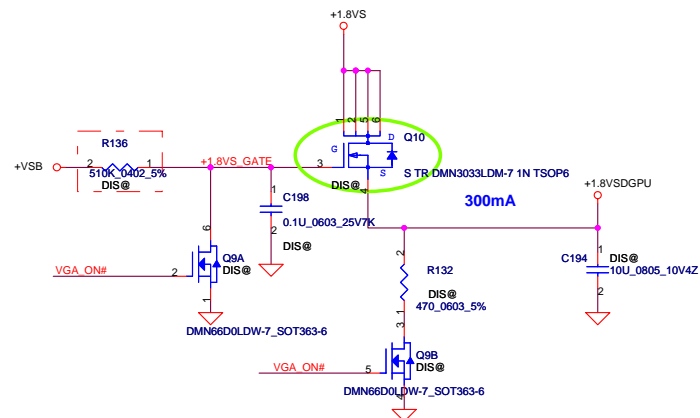 +1.8VS
1 2 5 6
D
Q10
R136
+VSB
2
1
+1.8VS_GATE
3
G
S
510K_0402_5%
DIS@
DIS@
S TR DMN3033LDM-7 1N TSOP6
4
1
C198
0.1U_0603_25V7K
2
DIS@
300mA
+1.8VSDGPU
6
Q9A
DIS@
VGA_ON#
2
1
DMN66D0LDW-7_SOT363-6
2
R132
DIS@
470_0603_5%
1
C194
1
DIS@
10U_0805_10V4Z
2
3
Q9B
DIS@
VGA_ON#
5
DMN66D0LDW-7_SOT363-6
4